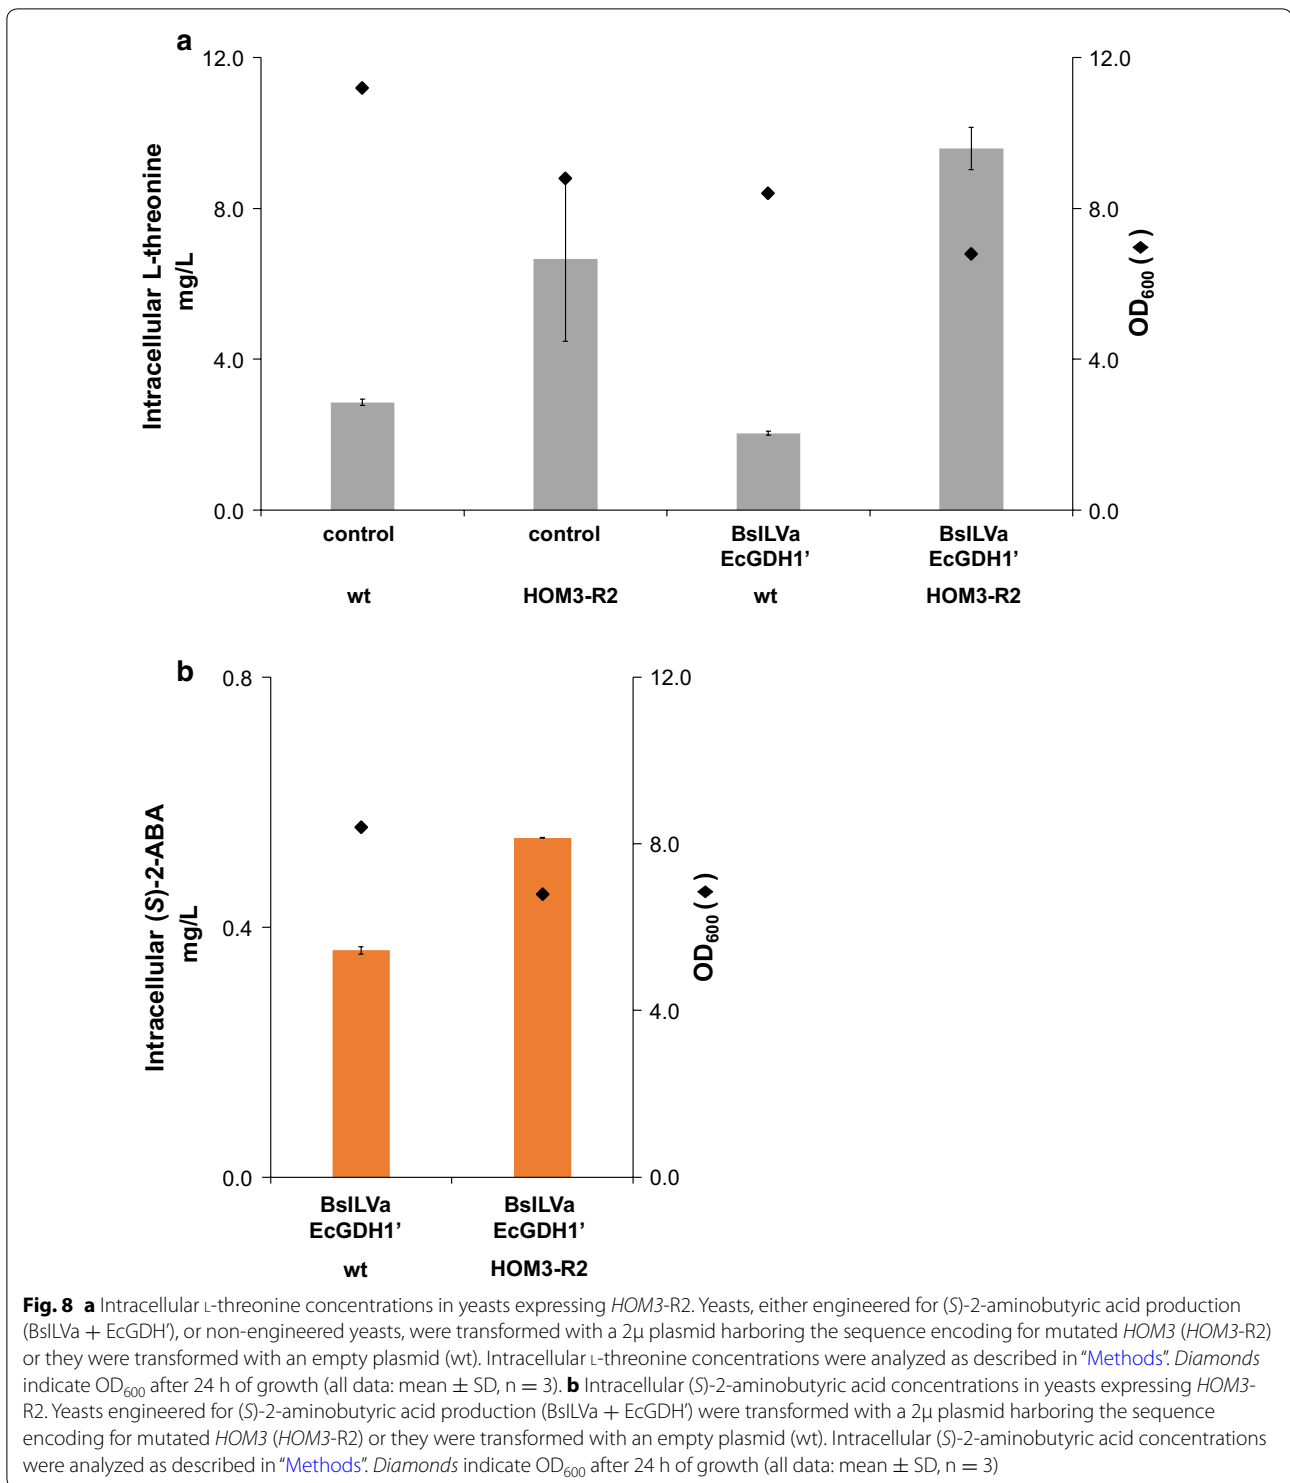 a
12.0
8.0
4.0
0.0
Intracellular L-threonine
mg/L
12.0
8.0
4.0
0.0
OD600 (◆)
control
control
BsILVa
EcGDH1’
BsILVa
EcGDH1’
wt
HOM3-R2
wt
HOM3-R2
b
0.8
0.4
0.0
Intracellular (S)-2-ABA
mg/L
12.0
8.0
4.0
0.0
OD600 (◆)
BsILVa
EcGDH1’
BsILVa
EcGDH1’
wt
HOM3-R2
Fig. 8 a Intracellular L-threonine concentrations in yeasts expressing HOM3-R2. Yeasts, either engineered for (S)-2-aminobutyric acid production
(BsILVa + EcGDH’), or non-engineered yeasts, were transformed with a 2μ plasmid harboring the sequence encoding for mutated HOM3 (HOM3-R2)
or they were transformed with an empty plasmid (wt). Intracellular L-threonine concentrations were analyzed as described in “Methods”. Diamonds
indicate OD600 after 24 h of growth (all data: mean ± SD, n = 3). b Intracellular (S)-2-aminobutyric acid concentrations in yeasts expressing HOM3-
R2. Yeasts engineered for (S)-2-aminobutyric acid production (BsILVa + EcGDH’) were transformed with a 2μ plasmid harboring the sequence
encoding for mutated HOM3 (HOM3-R2) or they were transformed with an empty plasmid (wt). Intracellular (S)-2-aminobutyric acid concentrations
were analyzed as described in “Methods”. Diamonds indicate OD600 after 24 h of growth (all data: mean ± SD, n = 3)